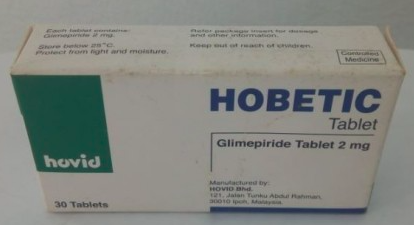 Each tablet contains:
Glimepiride 2 mg.
Store below 25°C.
Protect from light and moisture.
Refer package insert for dosage
and other information.
Keep out of reach of children.
Controlled
Medicine
HOBETIC
Tablet
Glimepiride Tablet 2 mg
hovid
30 Tablets
Manufactured by:
HOVID Bhd.
121, Jalan Tunku Abdul Rahman,
30010 Ipoh, Malaysia.